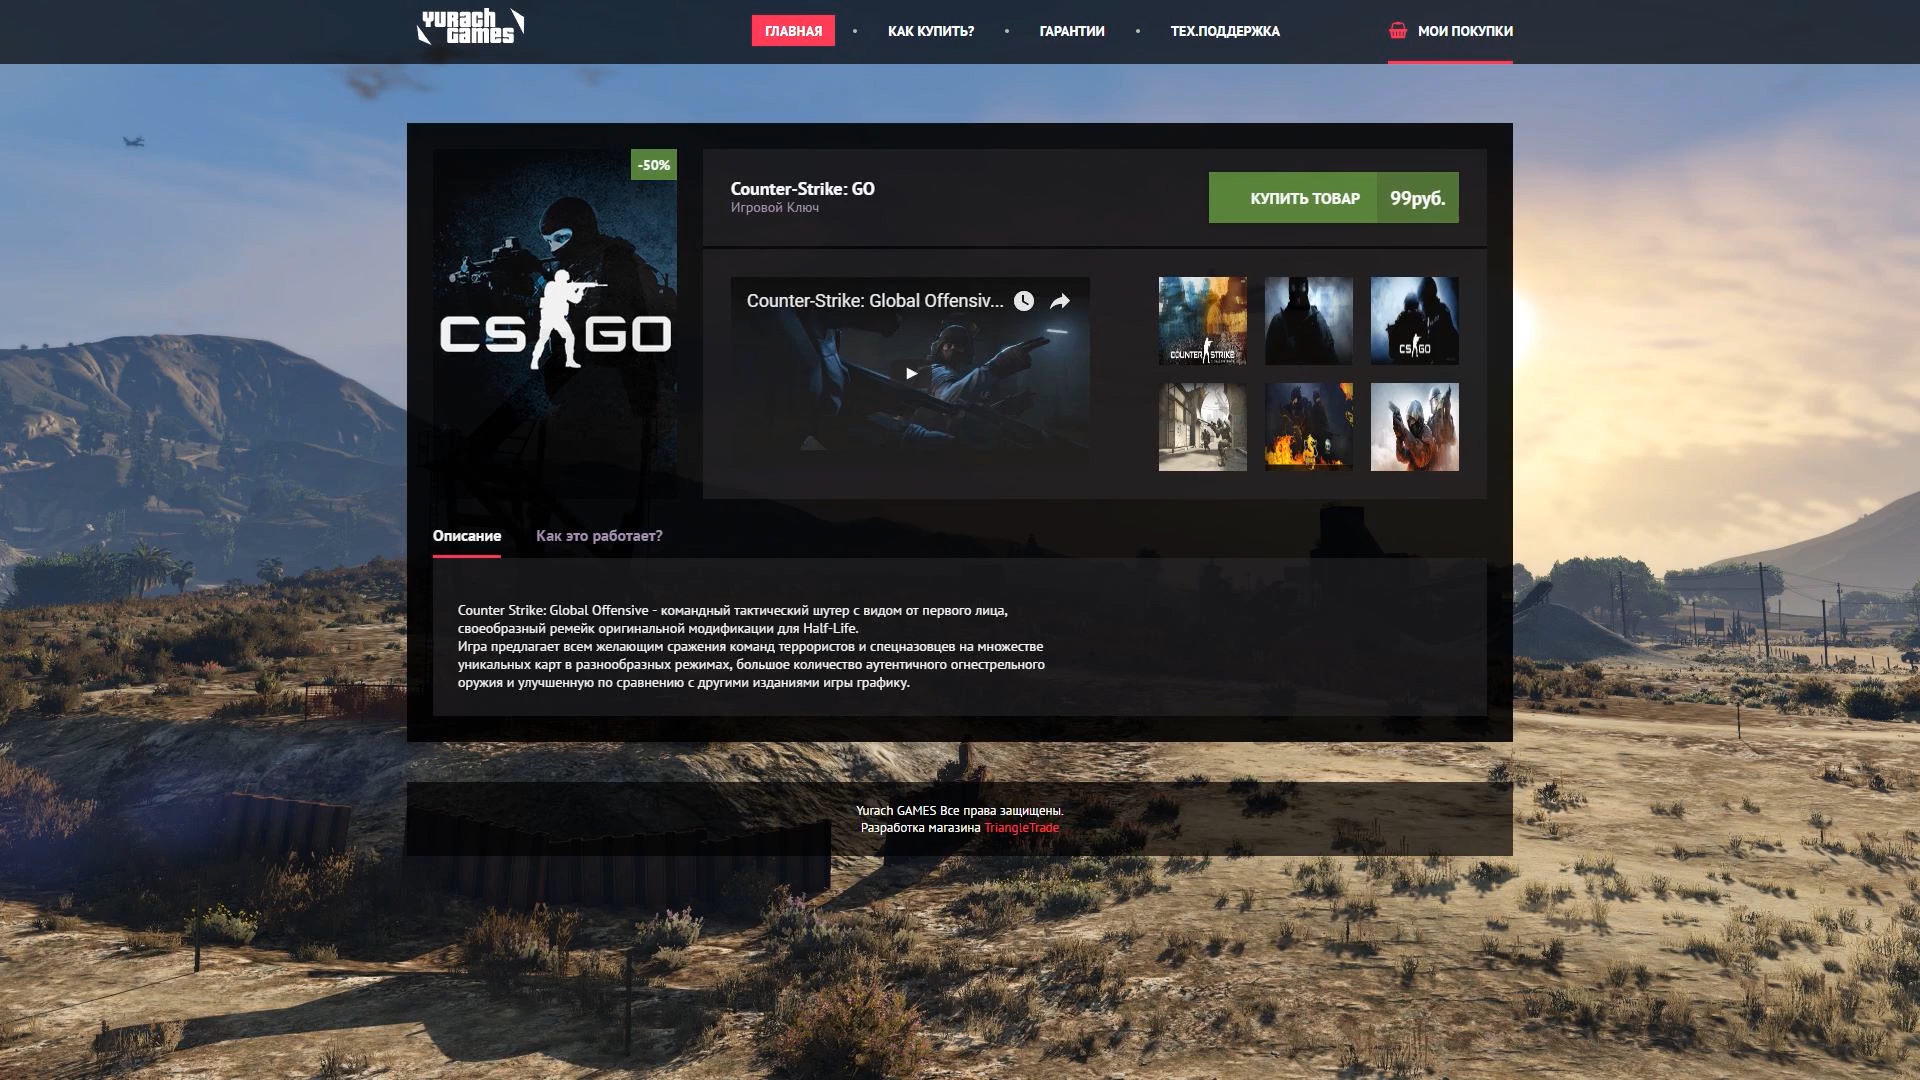 Yurach Games
ГЛАВНАЯ
КАК КУПИТЬ?
ГАРАНТИИ
ТЕХ.ПОДДЕРЖКА
МОИ ПОКУПКИ
-50%
CS GO
Counter-Strike: GO
Игровой Ключ
КУПИТЬ ТОВАР 99руб.
Counter-Strike: Global Offensiv...
COUNTER STRIKE
CS GO
Описание
Как это работает?
Counter Strike: Global Offensive - командный тактический шутер с видом от первого лица,
своеобразный ремейк оригинальной модификации для Half-Life.
Игра предлагает всем желающим сражения команд террористов и спецназовцев на множестве
уникальных карт в разнообразных режимах, большое количество аутентичного огнестрельного
оружия и улучшенную по сравнению с другими изданиями игры графику.
Yurach GAMES Все права защищены.
Разработка магазина TriangleTrade